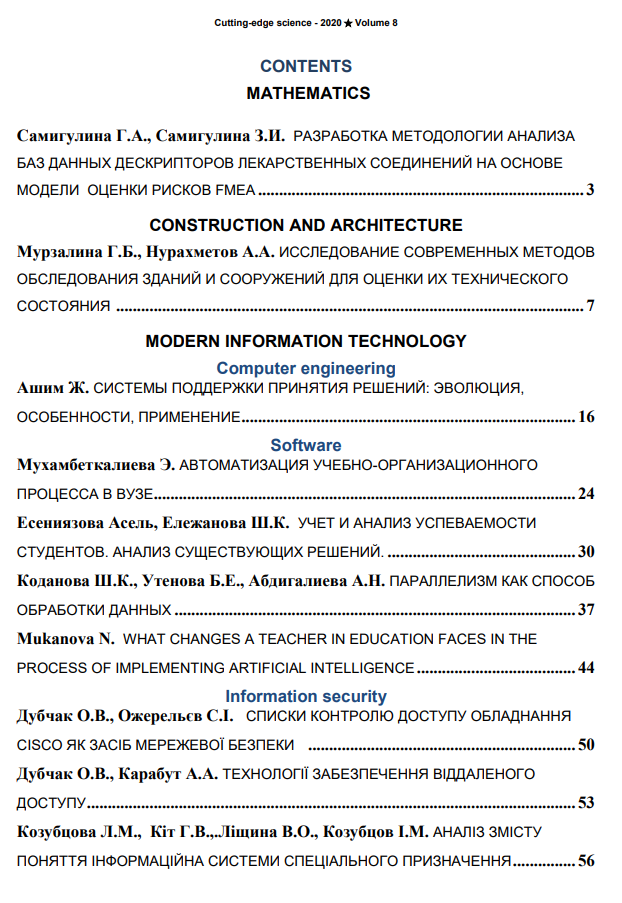 Cutting-edge science - 2020 ★ Volume 8
CONTENTS
MATHEMATICS
Самигулина Г.А., Самигулина З.И. РАЗРАБОТКА МЕТОДОЛОГИИ АНАЛИЗА
БАЗ ДАННЫХ ДЕСКРИПТОРОВ ЛЕКАРСТВЕННЫХ СОЕДИНЕНИЙ НА ОСНОВЕ
МОДЕЛИ ОЦЕНКИ РИСКОВ FMEA ........................................ 3
CONSTRUCTION AND ARCHITECTURE
Мурзалина Г.Б., Нурахметов А.А. ИССЛЕДОВАНИЕ СОВРЕМЕННЫХ МЕТОДОВ
ОБСЛЕДОВАНИЯ ЗДАНИЙ И СООРУЖЕНИЙ ДЛЯ ОЦЕНКИ ИХ ТЕХНИЧЕСКОГО
СОСТОЯНИЯ ........................................ 7
MODERN INFORMATION TECHNOLOGY
Computer engineering
Ашим Ж. СИСТЕМЫ ПОДДЕРЖКИ ПРИНЯТИЯ РЕШЕНИЙ: ЭВОЛЮЦИЯ,
ОСОБЕННОСТИ, ПРИМЕНЕНИЕ........................................ 16
Software
Мухамбеткалиева Э. АВТОМАТИЗАЦИЯ УЧЕБНО-ОРГАНИЗАЦИОННОГО
ПРОЦЕССА В ВУЗЕ........................................ 24
Есениязова Асель, Ележанова Ш.К. УЧЕТ И АНАЛИЗ УСПЕВАЕМОСТИ
СТУДЕНТОВ. АНАЛИЗ СУЩЕСТВУЮЩИХ РЕШЕНИЙ. ........................................ 30
Коданова Ш.К., Утенова Б.Е., Абдигалиева А.Н. ПАРАЛЛЕЛИЗМ КАК СПОСОБ
ОБРАБОТКИ ДАННЫХ ........................................ 37
Mukanova N. WHAT CHANGES A TEACHER IN EDUCATION FACES IN THE
PROCESS OF IMPLEMENTING ARTIFICIAL INTELLIGENCE ........................................ 44
Information security
Дубчак О.В., Ожерельєв С.І. СПИСКИ КОНТРОЛЮ ДОСТУПУ ОБЛАДНАННЯ
CISCO ЯК ЗАСІБ МЕРЕЖЕВОЇ БЕЗПЕКИ ........................................ 50
Дубчак О.В., Карабут А.А. ТЕХНОЛОГІЇ ЗАБЕЗПЕЧЕННЯ ВІДДАЛЕНОГО
ДОСТУПУ........................................ 53
Козубцова Л.М., Кіт Г.В.,.Ліщина В.О., Козубцов І.М. АНАЛІЗ ЗМІСТУ
ПОНЯТТЯ ІНФОРМАЦІЙНА СИСТЕМИ СПЕЦІАЛЬНОГО ПРИЗНАЧЕННЯ............... 56